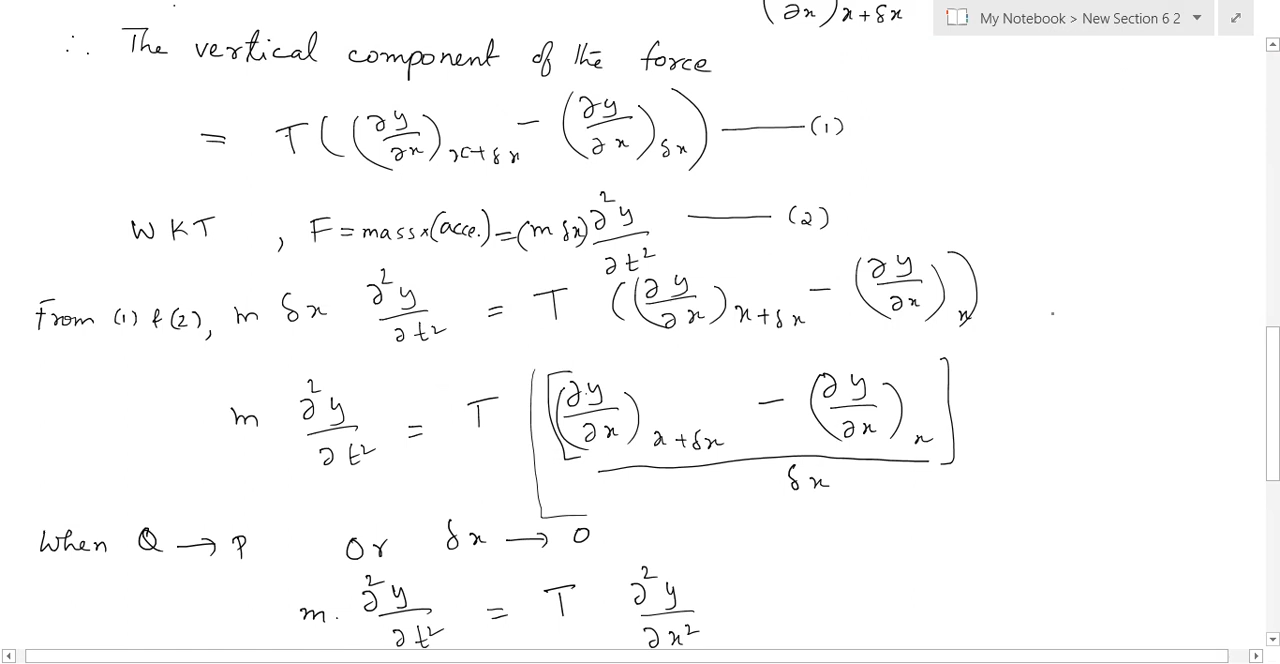 (∂x)x+δx
My Notebook > New Section 6 2
∴ The vertical component of the force
= T((∂y/∂x)x+δx − (∂y/∂x)δx) —— (1)
WKT , F = mass×(acce.) = (m δx) ∂²y/∂t² —— (2)
From (1) & (2), m δx ∂²y/∂t² = T ((∂y/∂x)x+δx − (∂y/∂x)x)
m ∂²y/∂t² = T [[(∂y/∂x)x+δx − (∂y/∂x)x]/δx
When Q → P Or δx → 0
m. ∂²y/∂t² = T ∂²y/∂x²